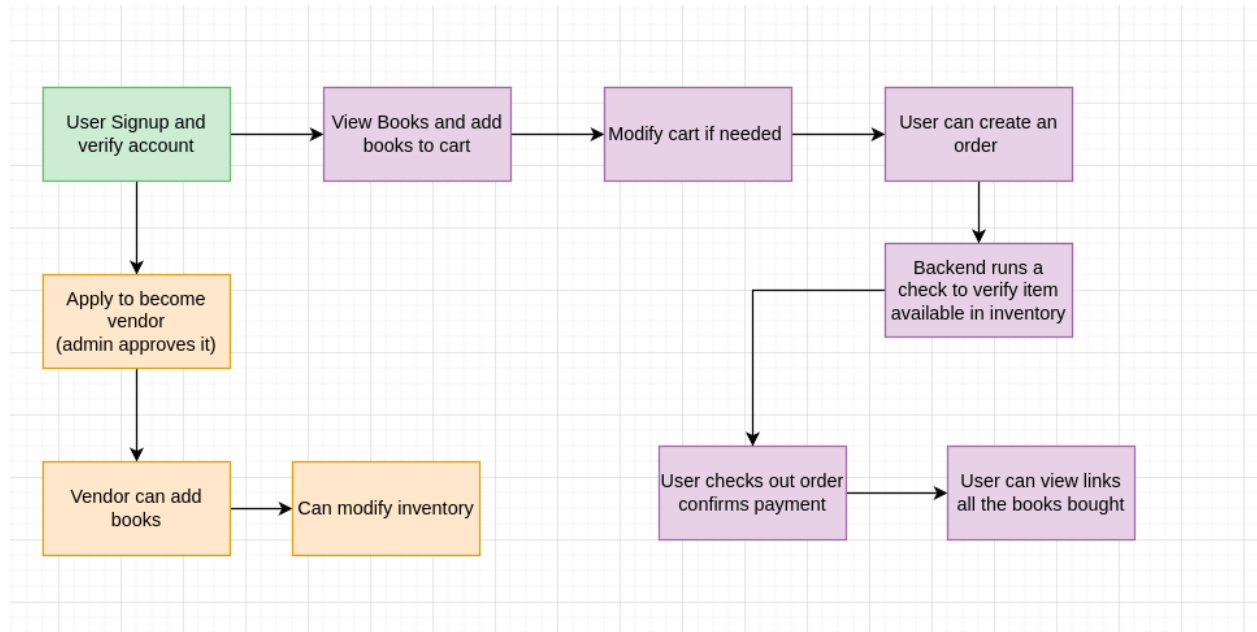 User Signup and
verify account
View Books and add
books to cart
Modify cart if needed
User can create an
order
Backend runs a
check to verify item
available in inventory
Apply to become
vendor
(admin approves it)
Vendor can add
books
Can modify inventory
User checks out order
confirms payment
User can view links
all the books bought